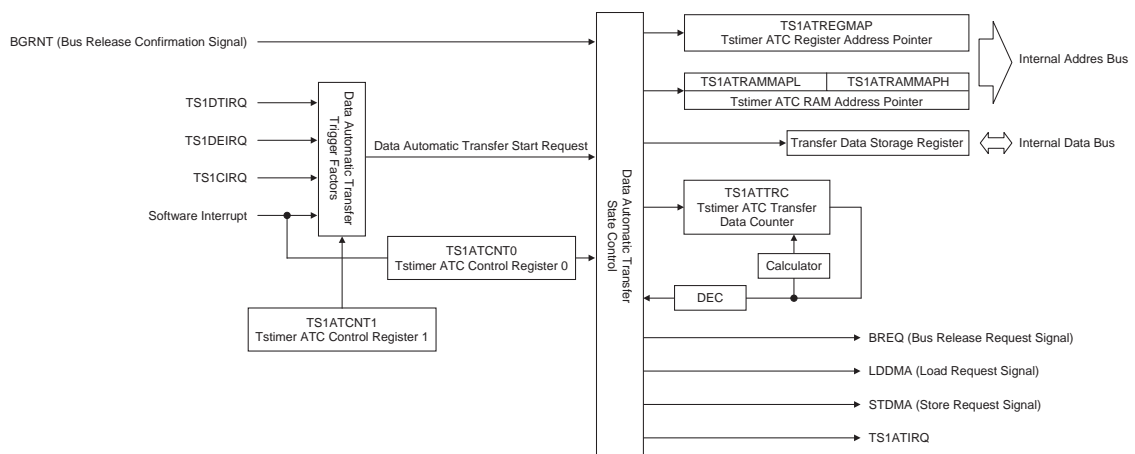 BGRNT (Bus Release Confirmation Signal)
TS1DTIRQ
TS1DEIRQ
TS1CIRQ
Software Interrupt
Data Automatic Transfer
Trigger Factors
Data Automatic Transfer Start Request
TS1ATCNT0
Tstimer ATC Control Register 0
TS1ATCNT1
Tstimer ATC Control Register 1
Data Automatic Transfer
State Control
TS1ATREGMAP
Tstimer ATC Register Address Pointer
TS1ATRAMMAPL
TS1ATRAMMAPH
Tstimer ATC RAM Address Pointer
Internal Addres Bus
Transfer Data Storage Register
Internal Data Bus
TS1ATTRC
Tstimer ATC Transfer
Data Counter
Calculator
DEC
BREQ (Bus Release Request Signal)
LDDMA (Load Request Signal)
STDMA (Store Request Signal)
TS1ATIRQ